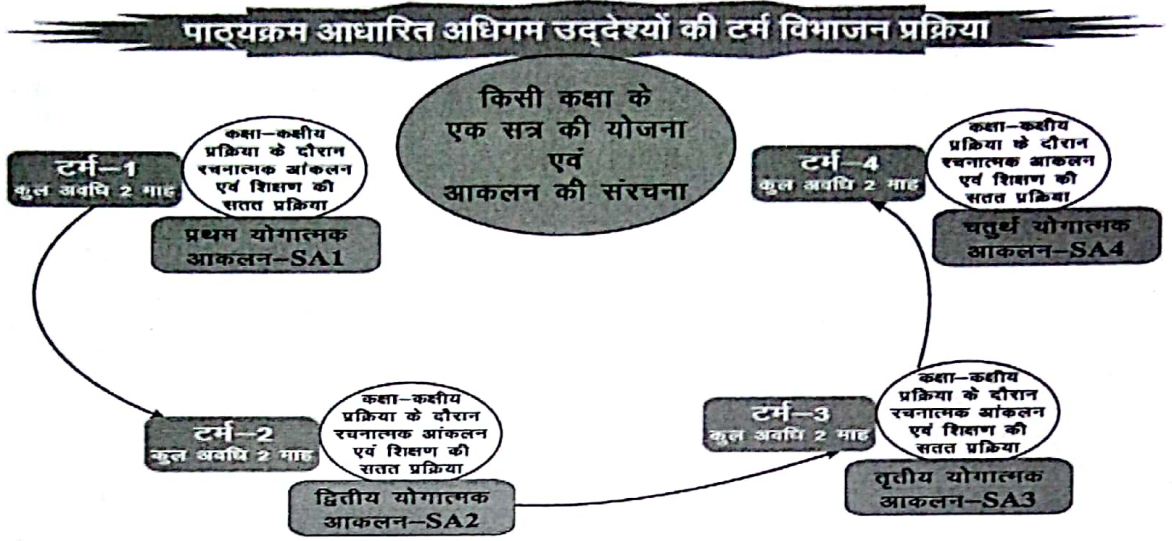 पाठ्यक्रम आधारित अधिगम उद्देश्यों की टर्म विभाजन प्रक्रिया
किसी कक्षा के
एक सत्र की योजना
एवं
आकलन की संरचना
टर्म–1
कुल अवधि 2 माह
कक्षा–कक्षीय
प्रक्रिया के दौरान
रचनात्मक आंकलन
एवं शिक्षण की
सतत प्रक्रिया
प्रथम योगात्मक
आकलन–SA1
टर्म–2
कुल अवधि 2 माह
कक्षा–कक्षीय
प्रक्रिया के दौरान
रचनात्मक आंकलन
एवं शिक्षण की
सतत प्रक्रिया
द्वितीय योगात्मक
आकलन–SA2
टर्म–3
कुल अवधि 2 माह
कक्षा–कक्षीय
प्रक्रिया के दौरान
रचनात्मक आंकलन
एवं शिक्षण की
सतत प्रक्रिया
तृतीय योगात्मक
आकलन–SA3
टर्म–4
कुल अवधि 2 माह
कक्षा–कक्षीय
प्रक्रिया के दौरान
रचनात्मक आकलन
एवं शिक्षण की
सतत प्रक्रिया
चतुर्थ योगात्मक
आकलन–SA4